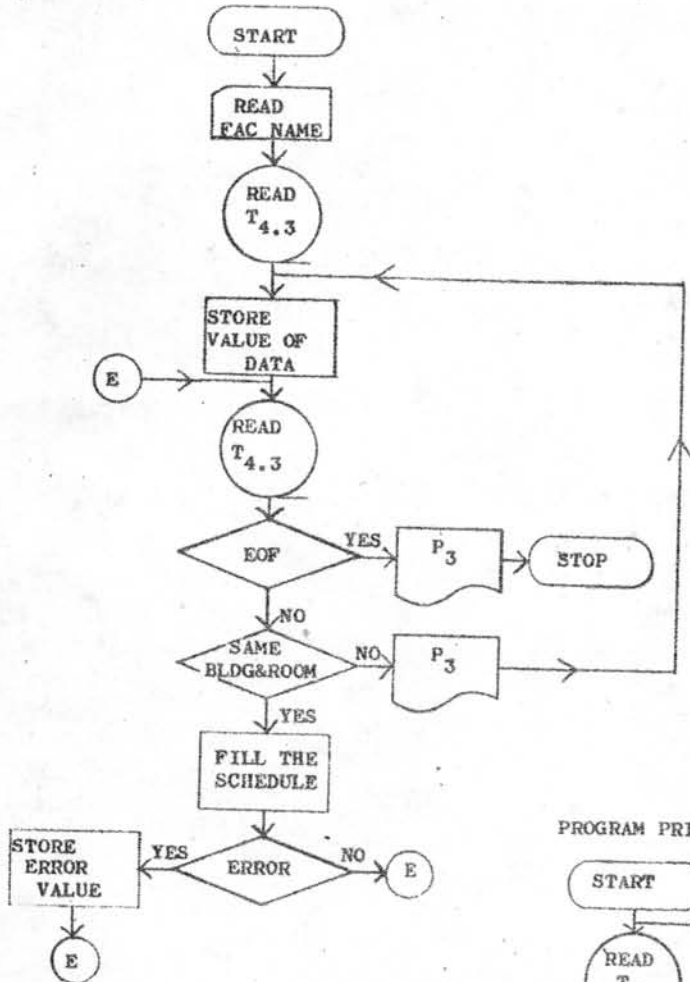 START
READ
FAC NAME
READ
T4.3
STORE
VALUE OF
DATA
E
READ
T4.3
EOF
YES
P3
STOP
NO
SAME
BLDG&ROOM
NO
P3
YES
FILL THE
SCHEDULE
STORE
ERROR
VALUE
YES
ERROR
NO
E
E
PROGRAM
START
READ